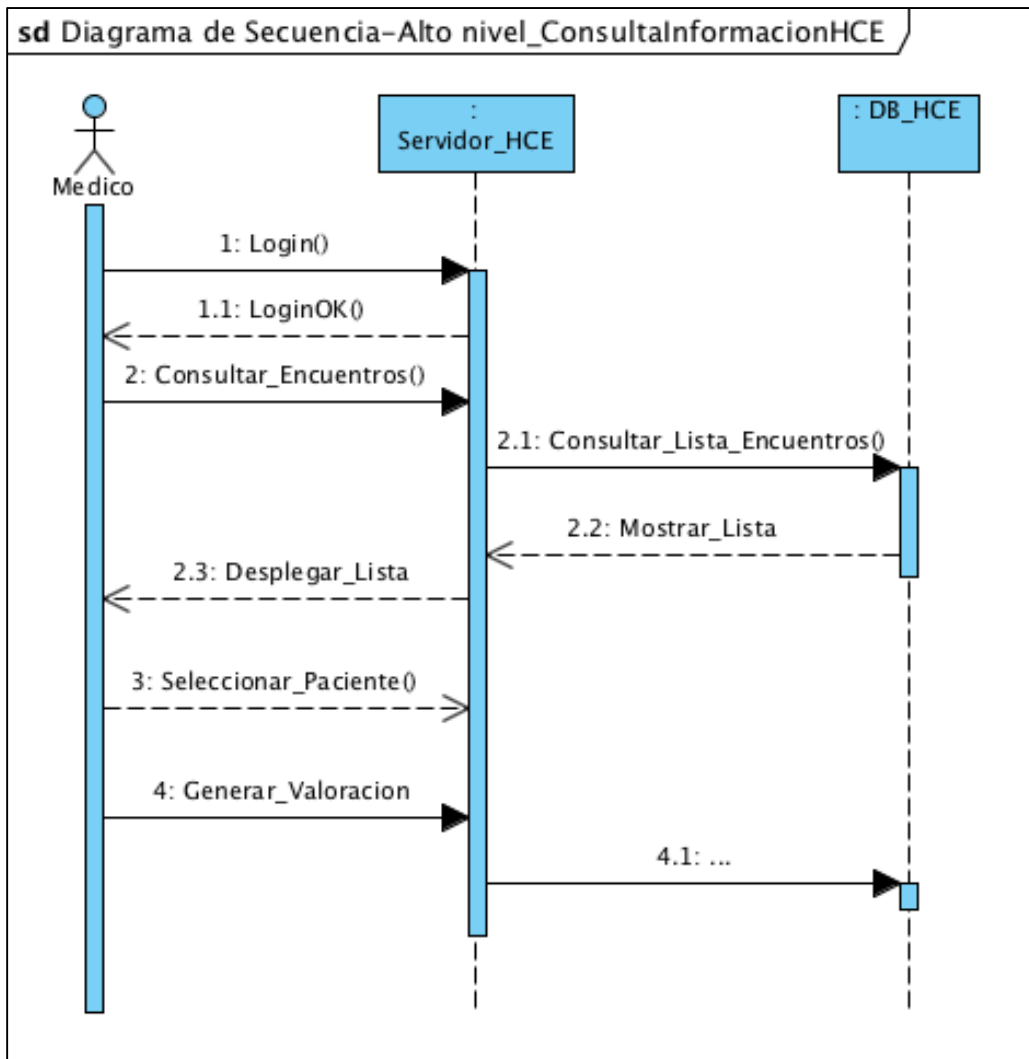 sd Diagrama de Secuencia-Alto nivel_ConsultaInformacionHCE
Medico
:
Servidor_HCE
: DB_HCE
1: Login()
1.1: LoginOK()
2: Consultar_Encuentros()
2.1: Consultar_Lista_Encuentros()
2.2: Mostrar_Lista
2.3: Desplegar_Lista
3: Seleccionar_Paciente()
4: Generar_Valoracion
4.1: ...